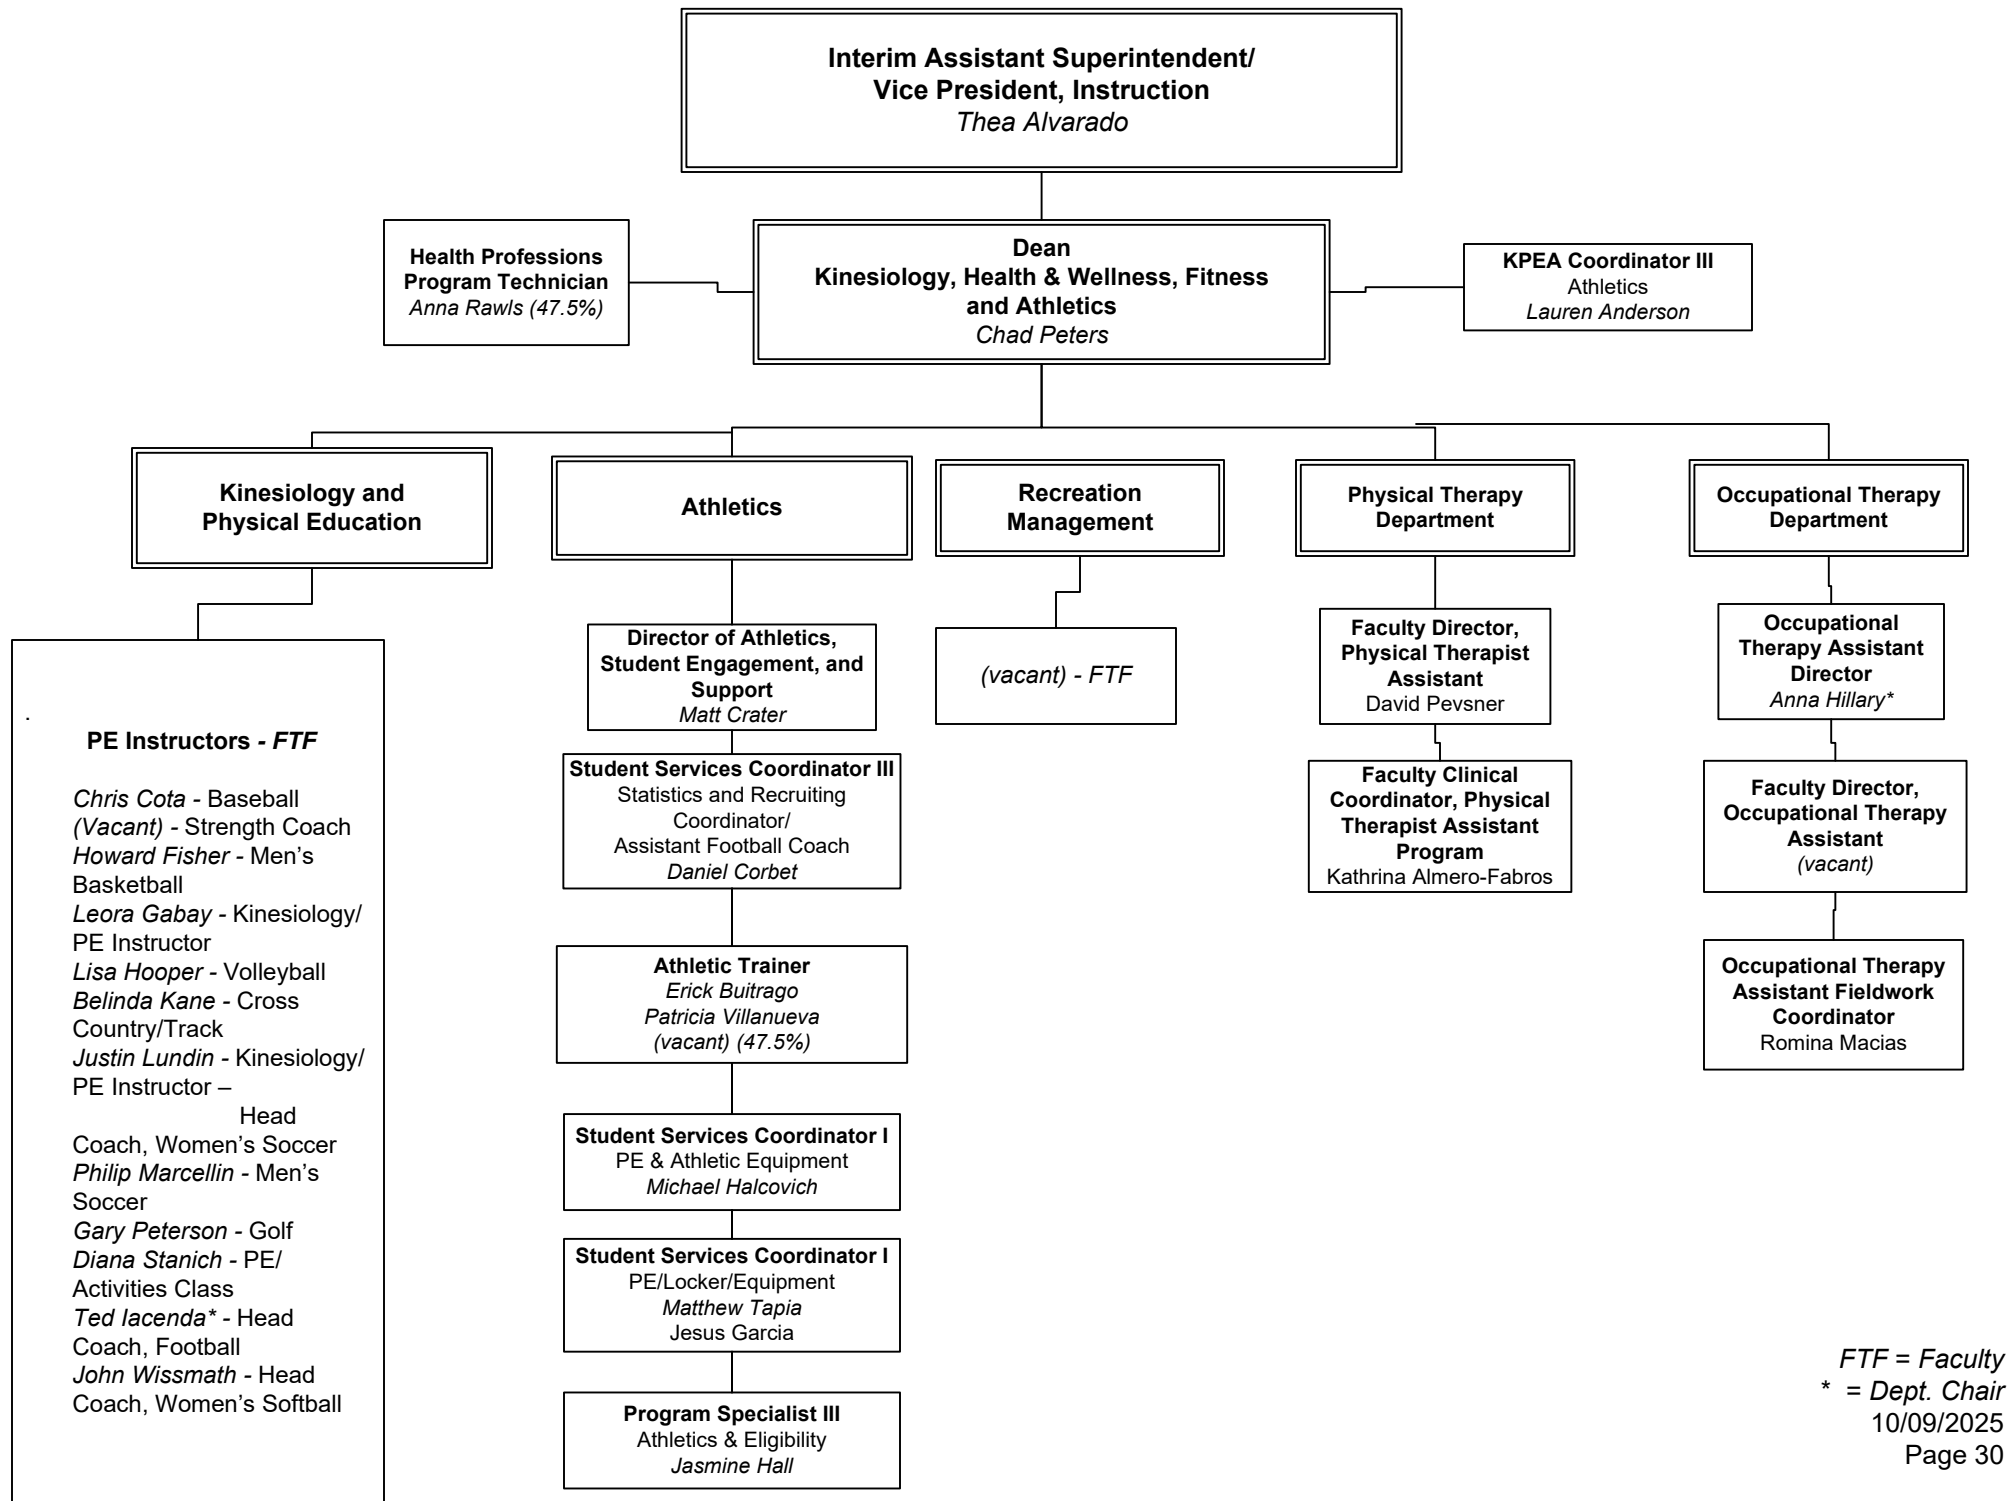 Interim Assistant Superintendent/
Vice President, Instruction
Thea Alvarado
Health Professions
Program Technician
Anna Rawls (47.5%)
Dean
Kinesiology, Health & Wellness, Fitness
and Athletics
Chad Peters
KPEA Coordinator III
Athletics
Lauren Anderson
Kinesiology and
Physical Education
Athletics
Recreation
Management
Physical Therapy
Department
Occupational Therapy
Department
.
PE Instructors - FTF
Chris Cota - Baseball
(Vacant) - Strength Coach
Howard Fisher - Men's
Basketball
Leora Gabay - Kinesiology/
PE Instructor
Lisa Hooper - Volleyball
Belinda Kane - Cross
Country/Track
Justin Lundin - Kinesiology/
PE Instructor –
Head
Coach, Women's Soccer
Philip Marcellin - Men's
Soccer
Gary Peterson - Golf
Diana Stanich - PE/
Activities Class
Ted Iacenda* - Head
Coach, Football
John Wissmath - Head
Coach, Women's Softball
Director of Athletics,
Student Engagement, and
Support
Matt Crater
Student Services Coordinator III
Statistics and Recruiting
Coordinator/
Assistant Football Coach
Daniel Corbet
Athletic Trainer
Erick Buitrago
Patricia Villanueva
(vacant) (47.5%)
Student Services Coordinator I
PE & Athletic Equipment
Michael Halcovich
Student Services Coordinator I
PE/Locker/Equipment
Matthew Tapia
Jesus Garcia
Program Specialist III
Athletics & Eligibility
Jasmine Hall
(vacant) - FTF
Faculty Director,
Physical Therapist
Assistant
David Pevsner
Faculty Clinical
Coordinator, Physical
Therapist Assistant
Program
Kathrina Almero-Fabros
Occupational
Therapy Assistant
Director
Anna Hillary*
Faculty Director,
Occupational Therapy
Assistant
(vacant)
Occupational Therapy
Assistant Fieldwork
Coordinator
Romina Macias
FTF = Faculty
* = Dept. Chair
10/09/2025
Page 30